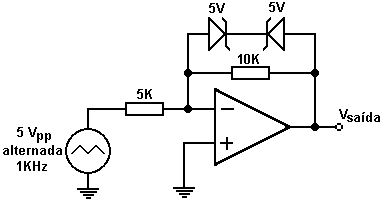 5V
5V
10K
5K
5 Vpp
alternada
1KHz
− +
Vsaída